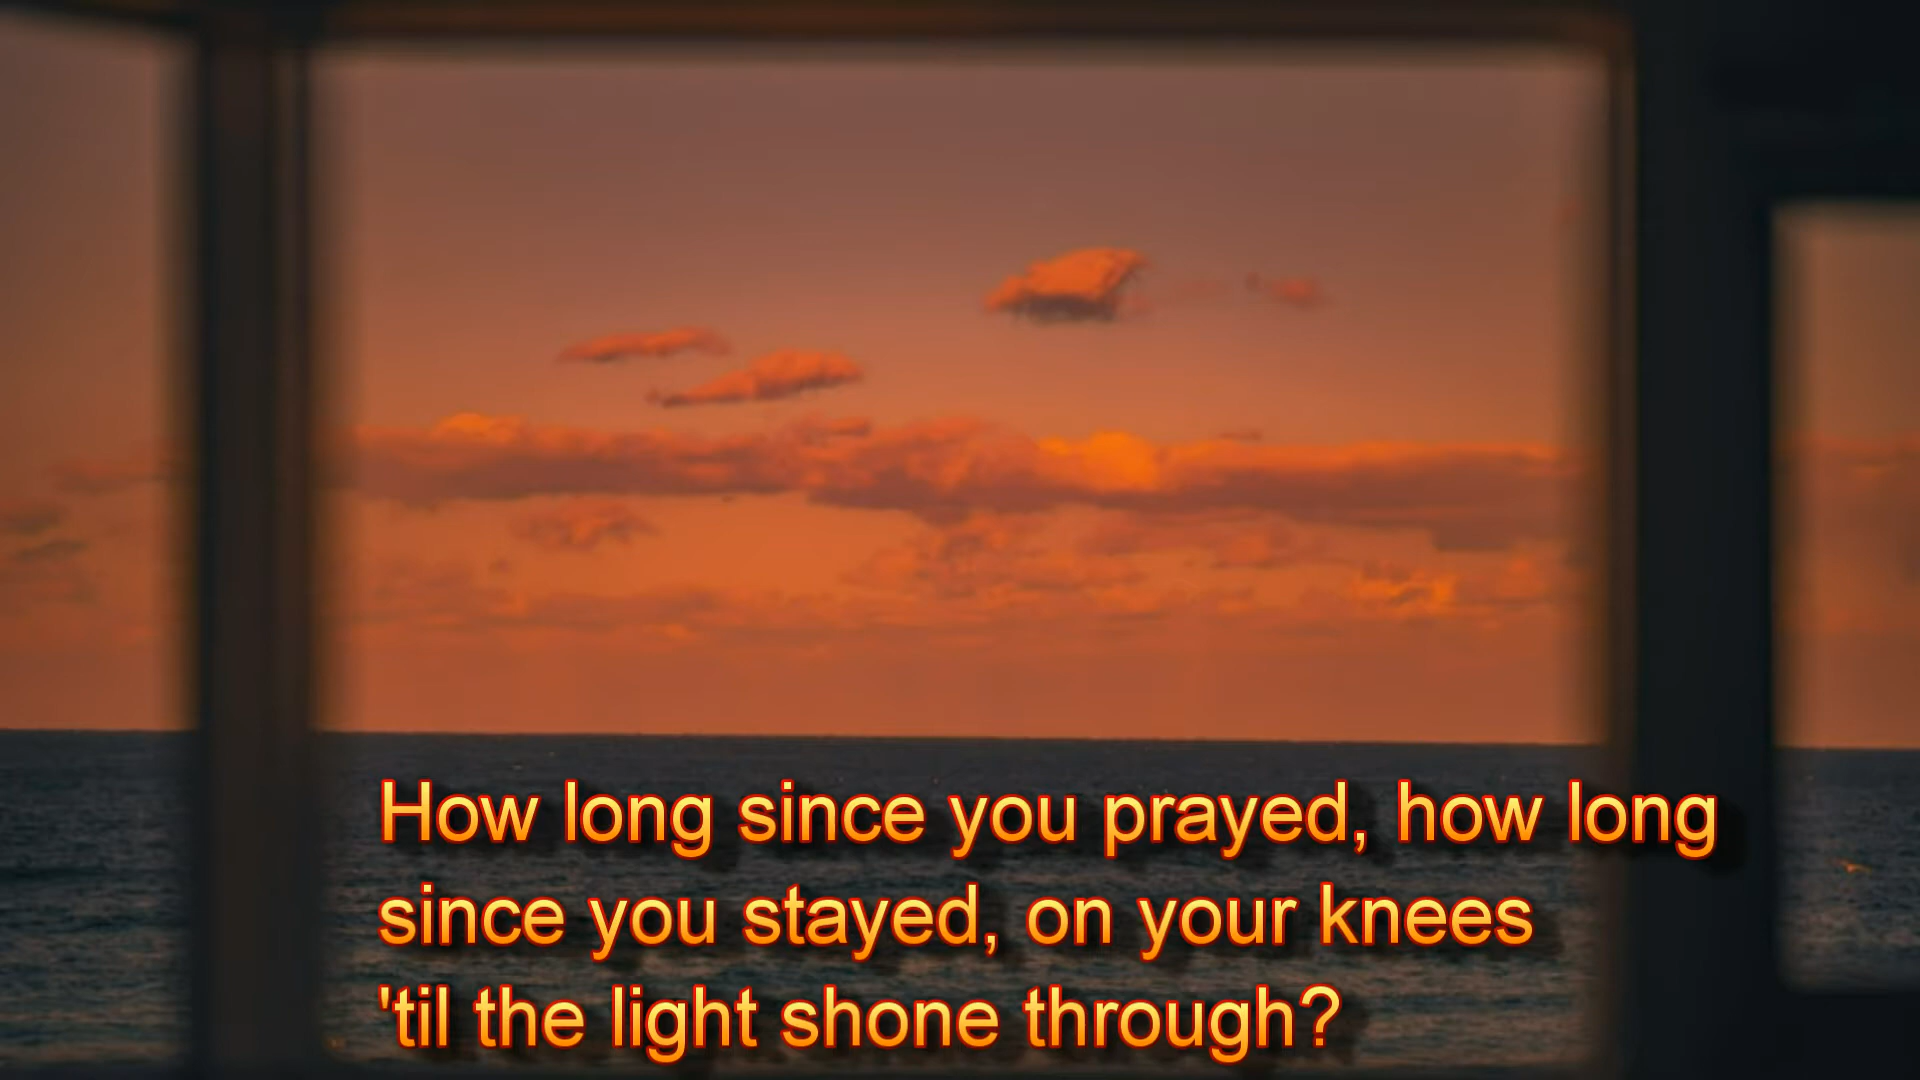 How long since you prayed, how long
since you stayed, on your knees
'til the light shone through?